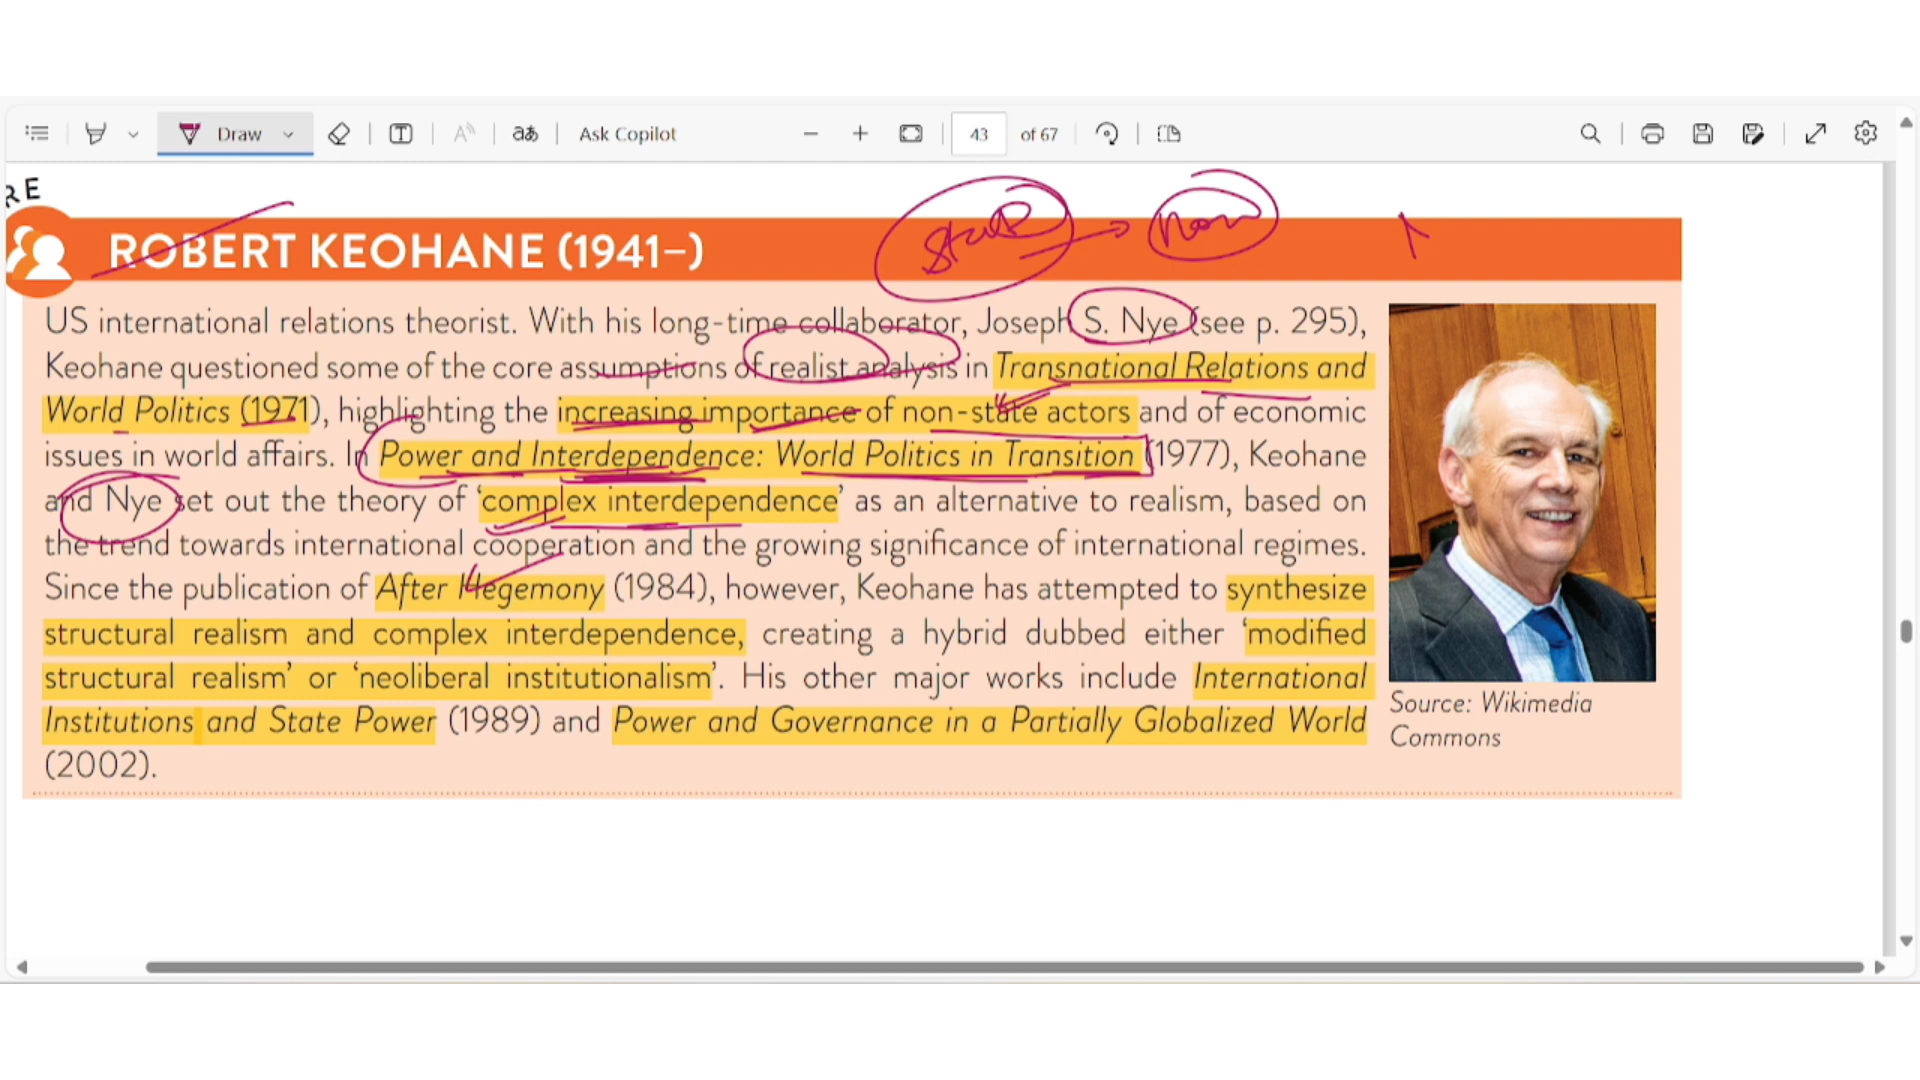 Draw
Ask Copilot
43 of 67
RE
ROBERT KEOHANE (1941–)
State → non
US international relations theorist. With his long-time collaborator, Joseph S. Nye (see p. 295),
Keohane questioned some of the core assumptions of realist analysis in Transnational Relations and
World Politics (1971), highlighting the increasing importance of non-state actors and of economic
issues in world affairs. In Power and Interdependence: World Politics in Transition (1977), Keohane
and Nye set out the theory of ‘complex interdependence’ as an alternative to realism, based on
the trend towards international cooperation and the growing significance of international regimes.
Since the publication of After Hegemony (1984), however, Keohane has attempted to synthesize
structural realism and complex interdependence, creating a hybrid dubbed either ‘modified
structural realism’ or ‘neoliberal institutionalism’. His other major works include International
Institutions and State Power (1989) and Power and Governance in a Partially Globalized World
(2002).
Source: Wikimedia
Commons